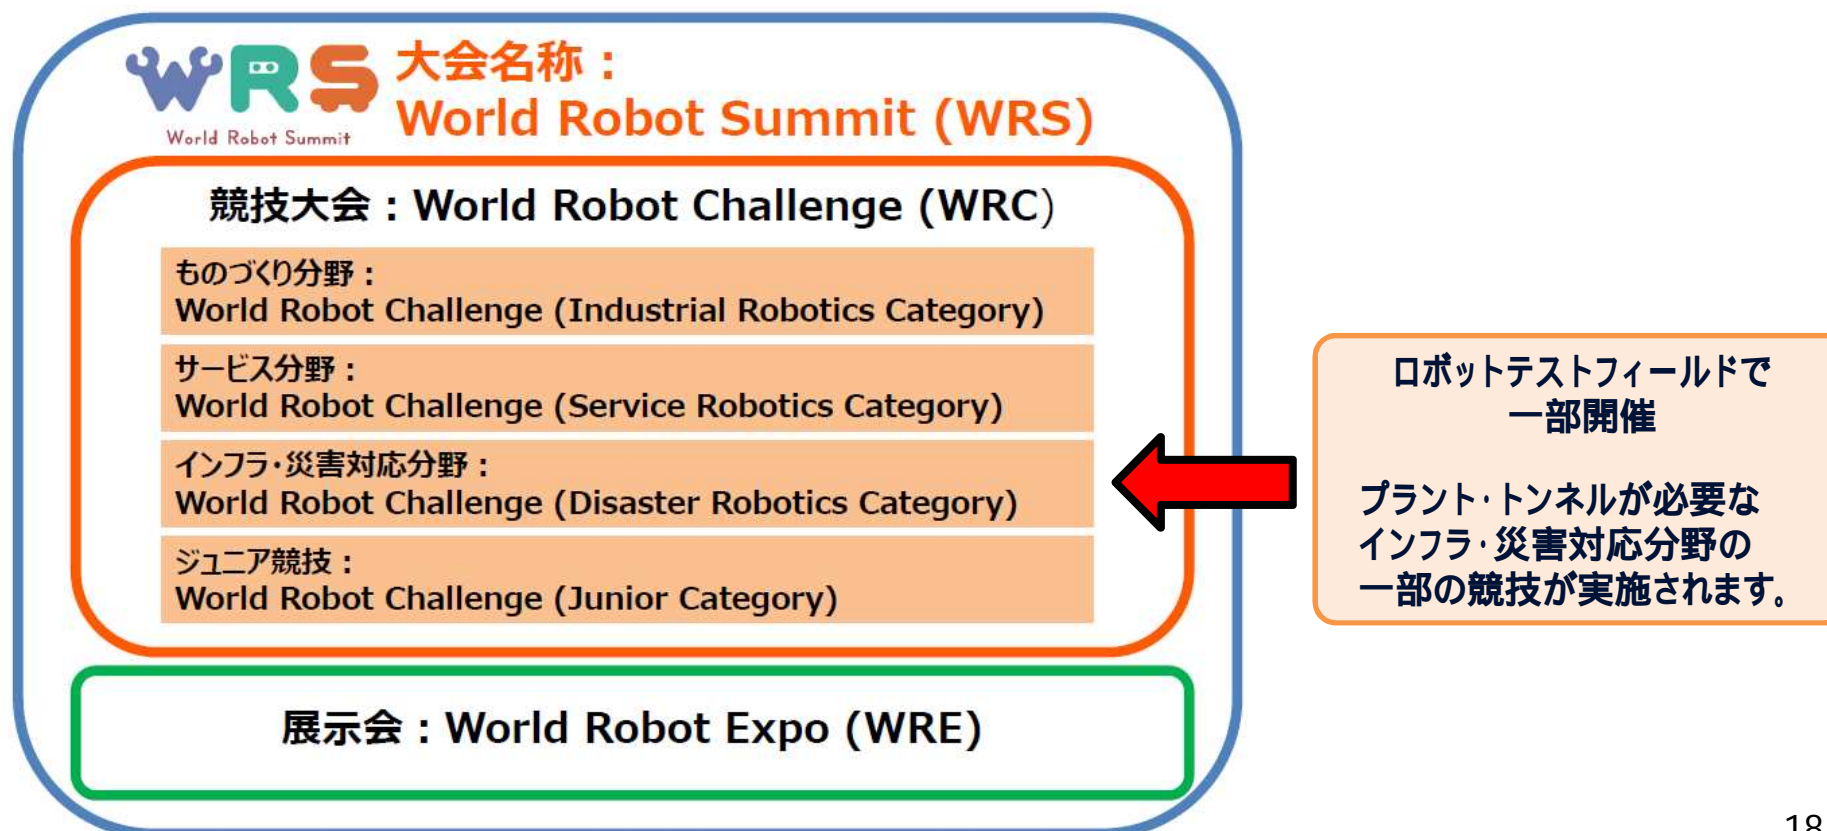 WRS
World Robot Summit
大会名称：
World Robot Summit (WRS)
競技大会：World Robot Challenge (WRC)
ものづくり分野：
World Robot Challenge (Industrial Robotics Category)
サービス分野：
World Robot Challenge (Service Robotics Category)
インフラ・災害対応分野：
World Robot Challenge (Disaster Robotics Category)
ジュニア競技：
World Robot Challenge (Junior Category)
展示会：World Robot Expo (WRE)
ロボットテストフィールドで
一部開催
プラント・トンネルが必要な
インフラ・災害対応分野の
一部の競技が実施されます。
18